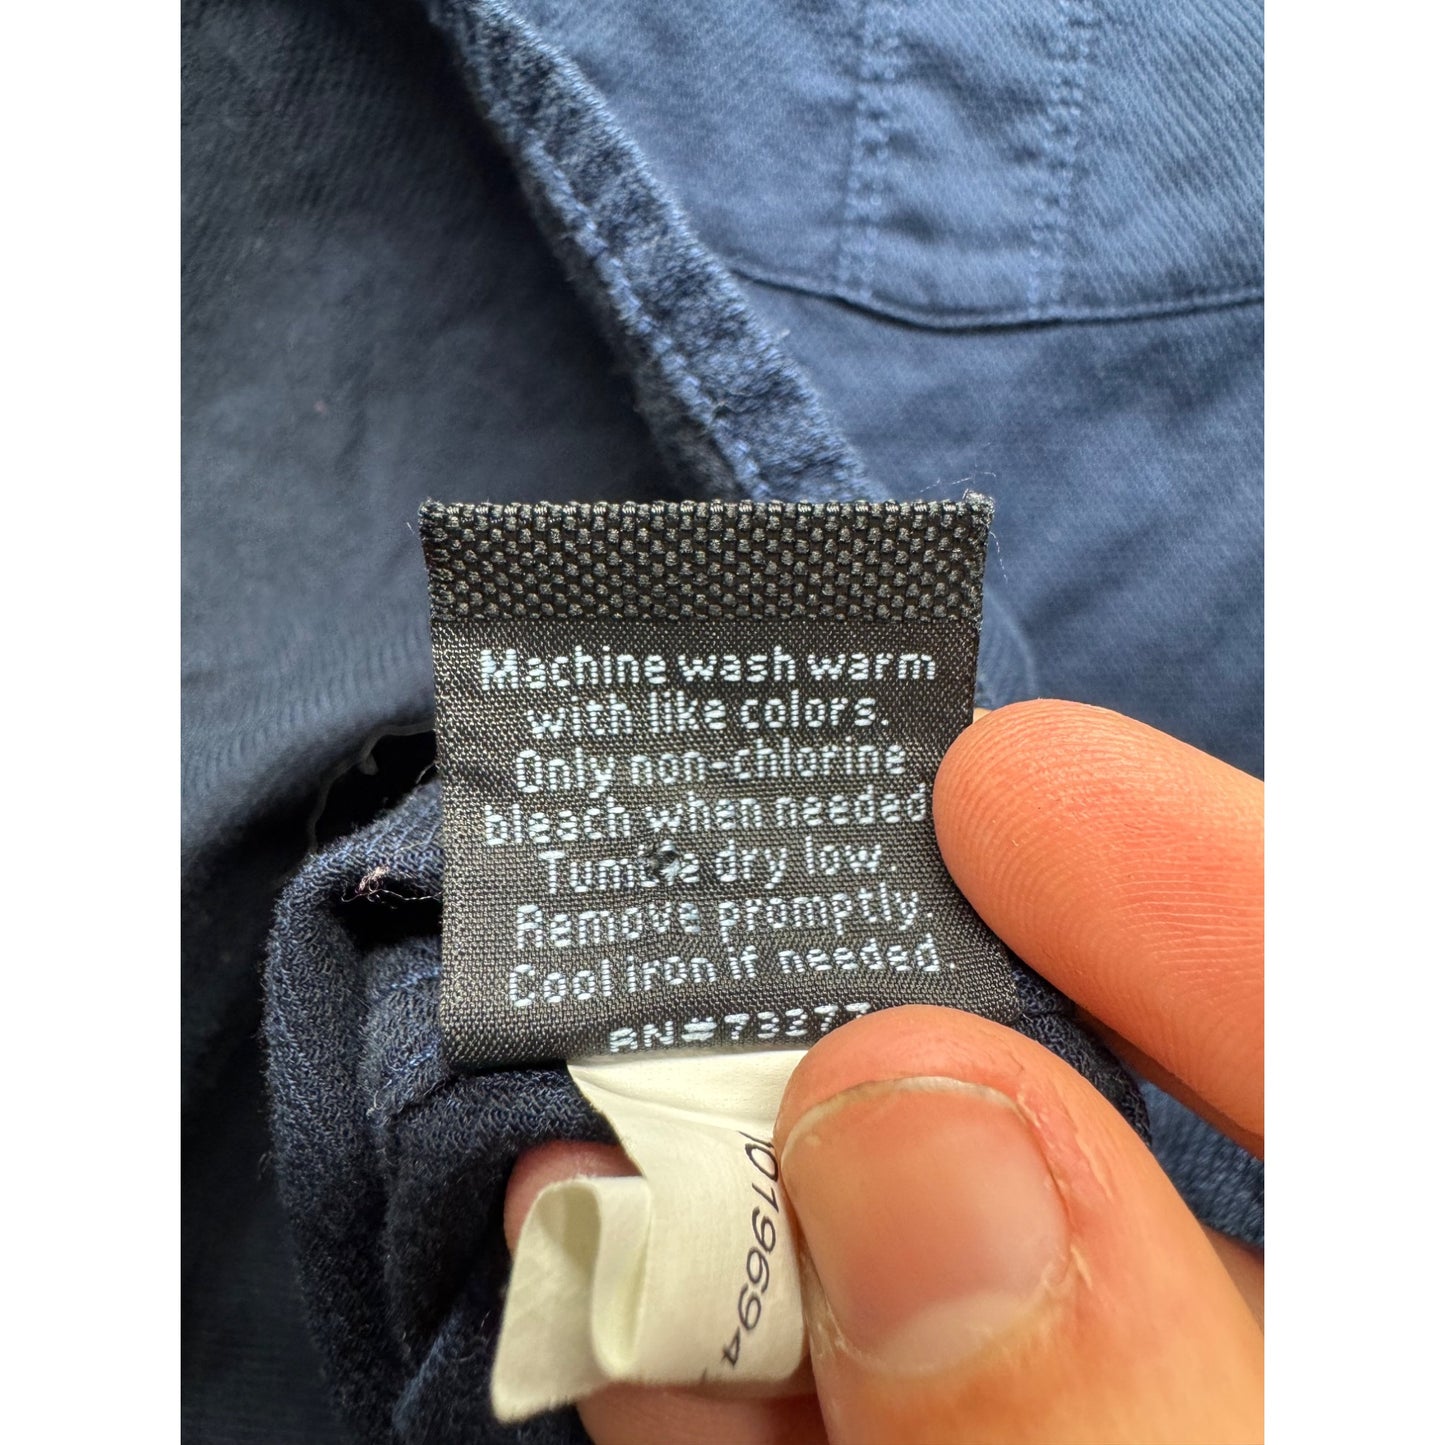 Machine wash warm
with like colors.
Only non-chlorine
bleach when needed
Tumble dry low.
Remove promptly.
Cool iron if needed.
RN#73277
019694